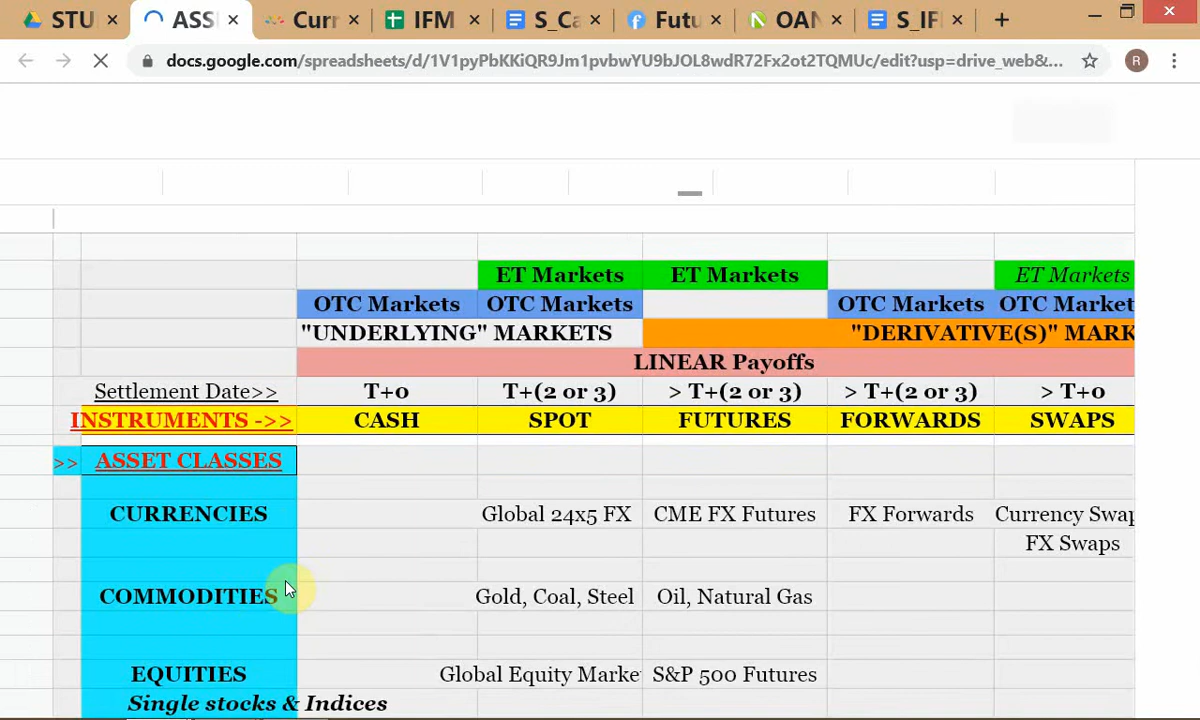 STU
ASS
Curr
IFM
S_Ca
Futu
OAN
S_IF
docs.google.com/spreadsheets/d/1V1pyPbKKiQR9Jm1pvbwYU9bJOL8wdR72Fx2ot2TQMUc/edit?usp=drive_web&...
R
ET Markets ET Markets ET Markets
OTC Markets OTC Markets OTC Markets OTC Market
"UNDERLYING" MARKETS "DERIVATIVE(S)" MARK
LINEAR Payoffs
Settlement Date>> T+0 T+(2 or 3) > T+(2 or 3) > T+(2 or 3) > T+0
INSTRUMENTS ->> CASH SPOT FUTURES FORWARDS SWAPS
>> ASSET CLASSES
CURRENCIES Global 24x5 FX CME FX Futures FX Forwards Currency Swap
FX Swaps
COMMODITIES Gold, Coal, Steel Oil, Natural Gas
EQUITIES Global Equity Marke S&P 500 Futures
Single stocks & Indices